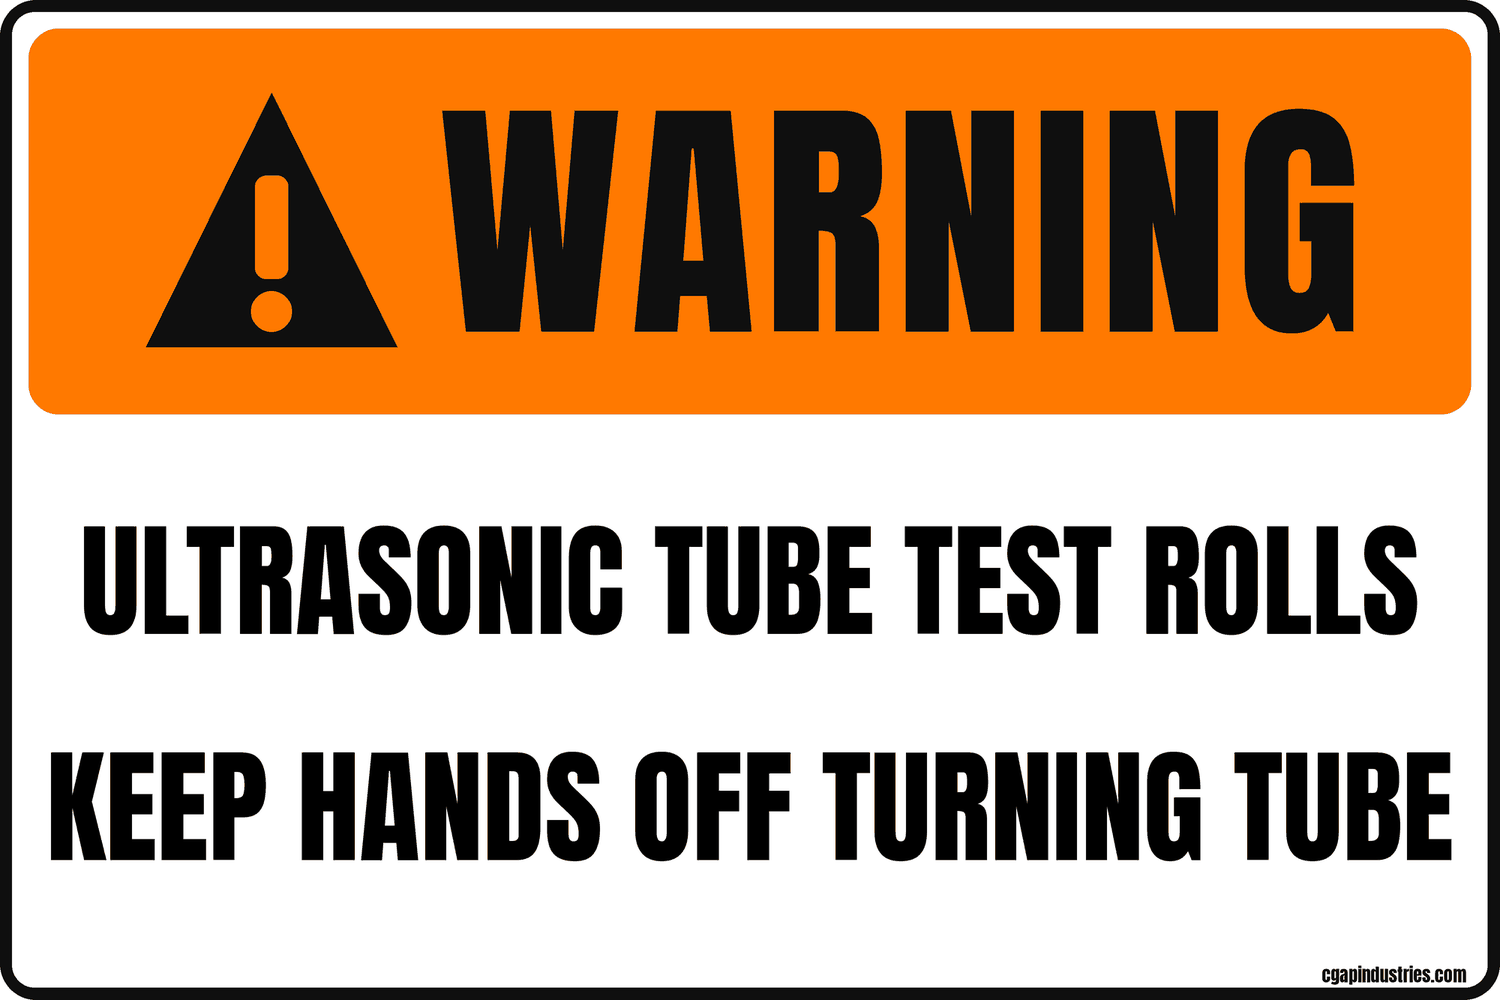 WARNING
ULTRASONIC TUBE TEST ROLLS
KEEP HANDS OFF TURNING TUBE
cgapindustries.com